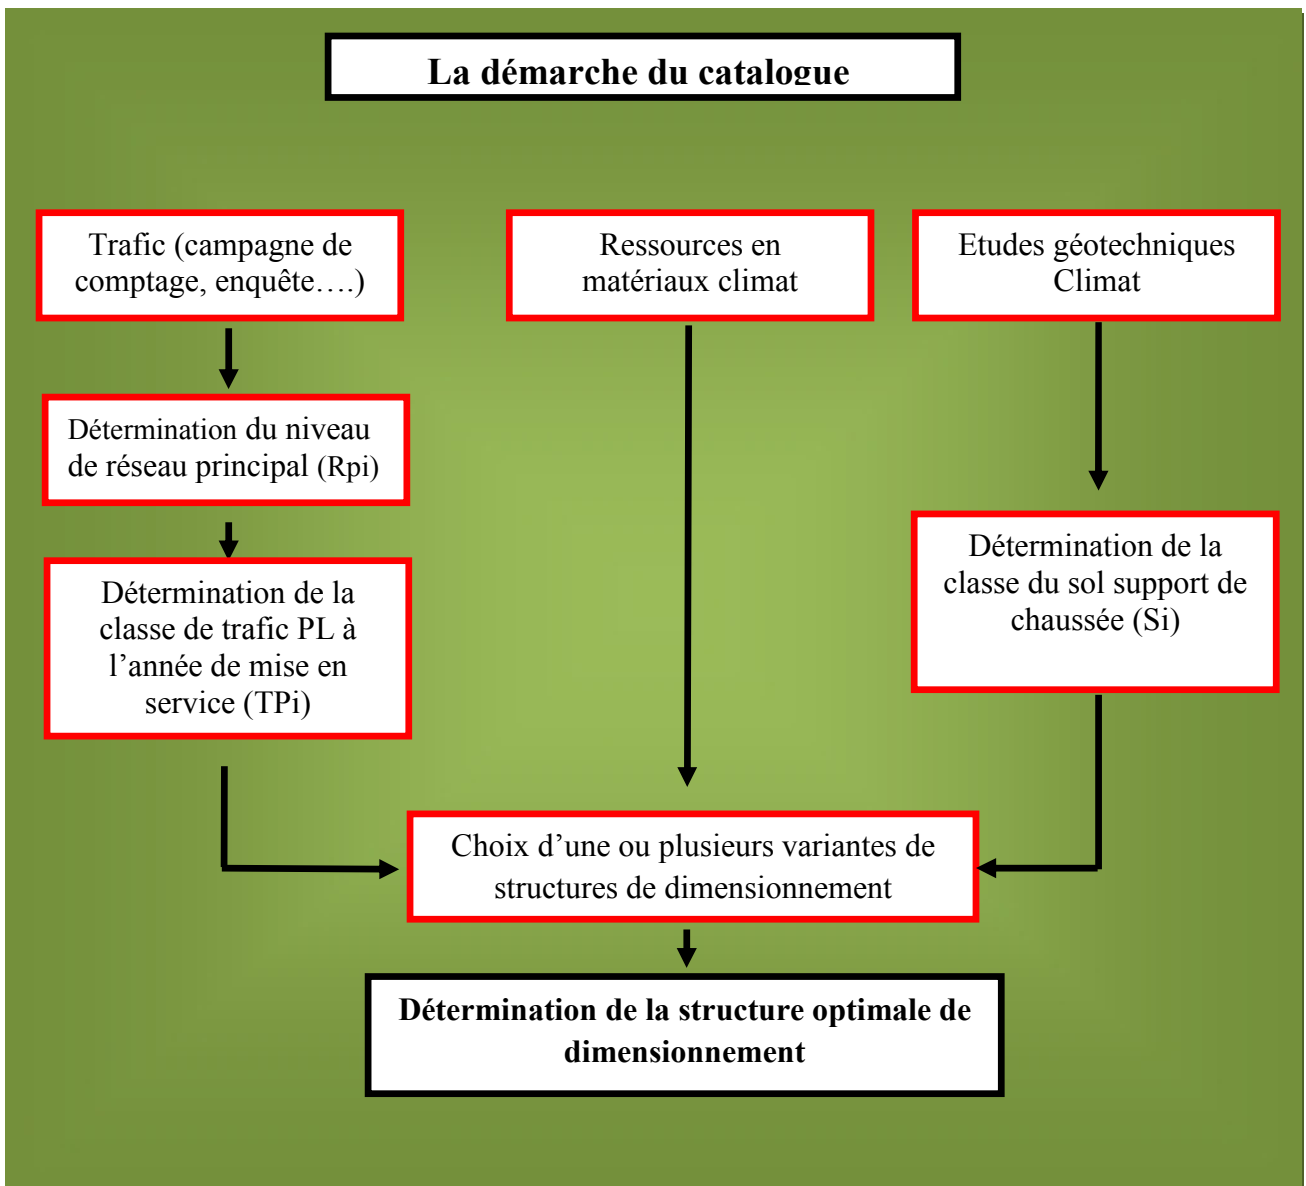 La démarche du catalogue
Trafic (campagne de
comptage, enquête….)
Ressources en
matériaux climat
Etudes géotechniques
Climat
Détermination du niveau
de réseau principal (Rpi)
Détermination de la
classe de trafic PL à
l’année de mise en
service (TPi)
Détermination de la
classe du sol support de
chaussée (Si)
Choix d’une ou plusieurs variantes de
structures de dimensionnement
Détermination de la structure optimale de
dimensionnement